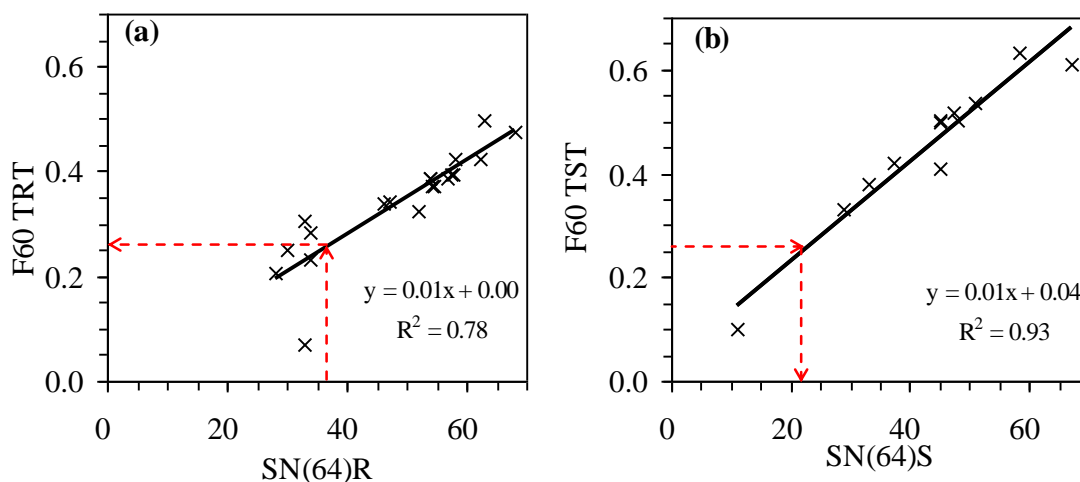 (a)
0.6
0.4
0.2
0.0
F60 TRT
y = 0.01x + 0.00
R² = 0.78
0 20 40 60
SN(64)R
(b)
0.6
0.4
0.2
0.0
F60 TST
y = 0.01x + 0.04
R² = 0.93
0 20 40 60
SN(64)S